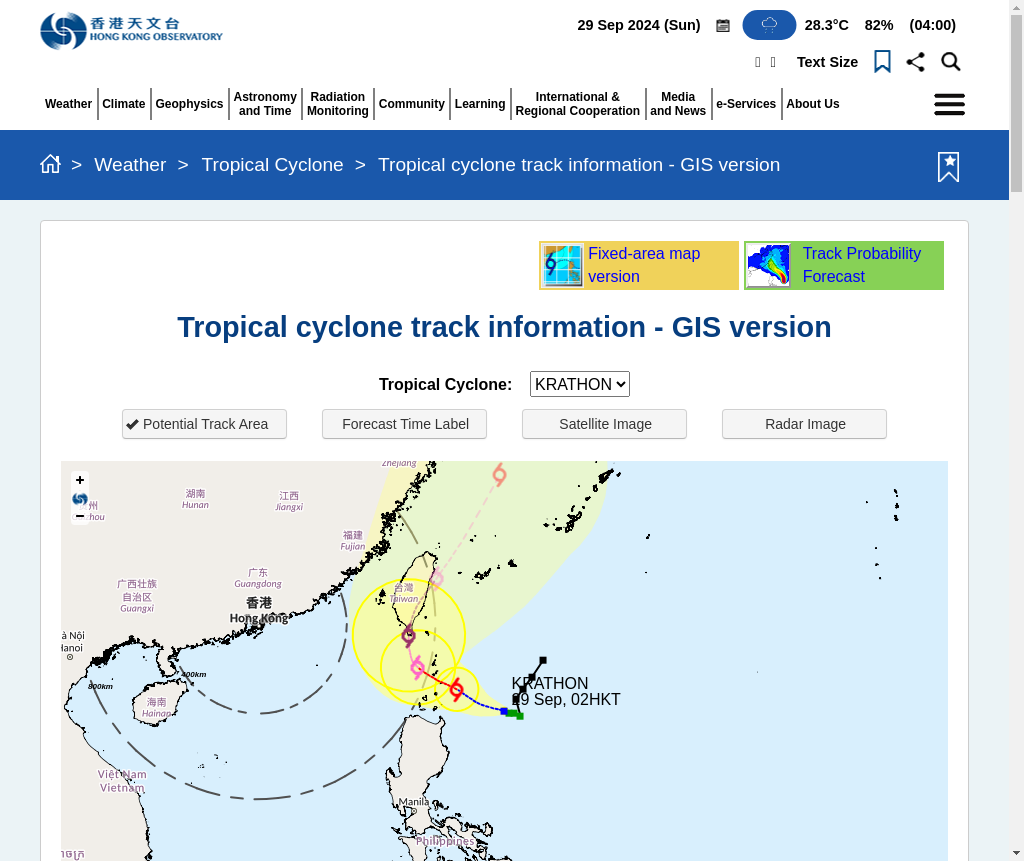 香港天文台
HONG KONG OBSERVATORY
29 Sep 2024 (Sun) 28.3°C 82% (04:00)
Text Size
Weather Climate Geophysics Astronomy and Time Radiation Monitoring Community Learning International & Regional Cooperation Media and News e-Services About Us
> Weather > Tropical Cyclone > Tropical cyclone track information - GIS version
Fixed-area map version
Track Probability Forecast
Tropical cyclone track information - GIS version
Tropical Cyclone: KRATHON
Potential Track Area Forecast Time Label Satellite Image Radar Image
+
−
Zhejiang
湖南
Hunan
江西
Jiangxi
州
福建
Fujian
广东
Guangdong
台灣
Taiwan
广西壮族
自治区
Guangxi
香港
Hong Kong
à Nội
Hanoi
400km
800km
海南
Hainan
KRATHON
29 Sep, 02HKT
Việt Nam
Vietnam
Manila
Philippines